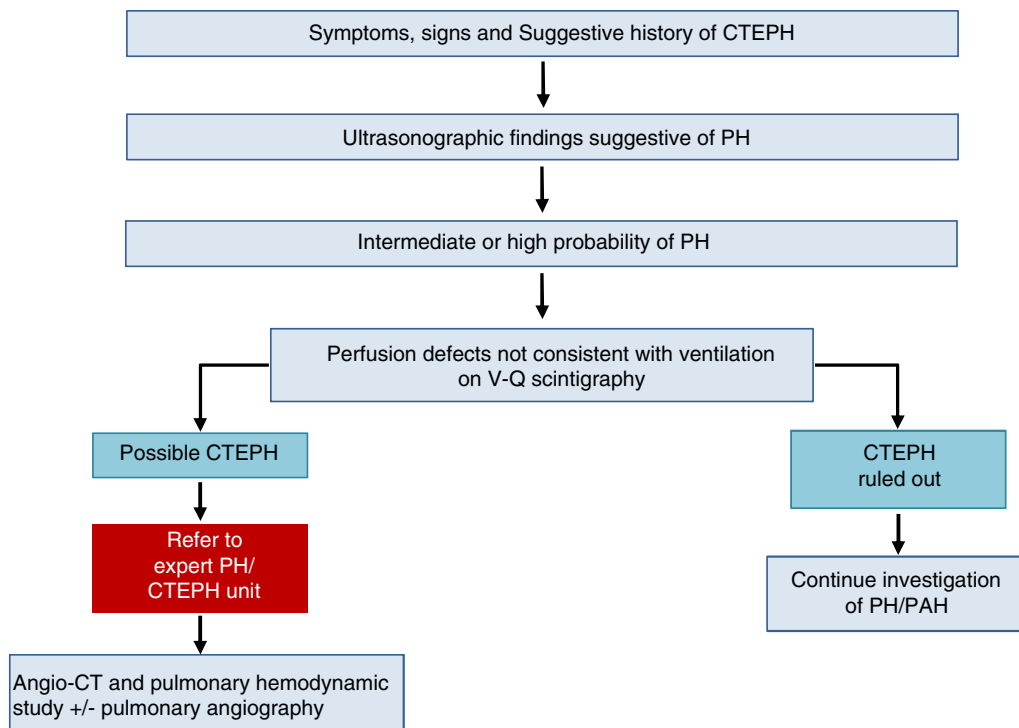 Symptoms, signs and Suggestive history of CTEPH
Ultrasonographic findings suggestive of PH
Intermediate or high probability of PH
Perfusion defects not consistent with ventilation
on V-Q scintigraphy
Possible CTEPH
Refer to
expert PH/
CTEPH unit
Angio-CT and pulmonary hemodynamic
study +/- pulmonary angiography
CTEPH
ruled out
Continue investigation
of PH/PAH